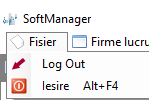 SoftManager
Fisier Firme lucru
Log Out
Iesire Alt+F4